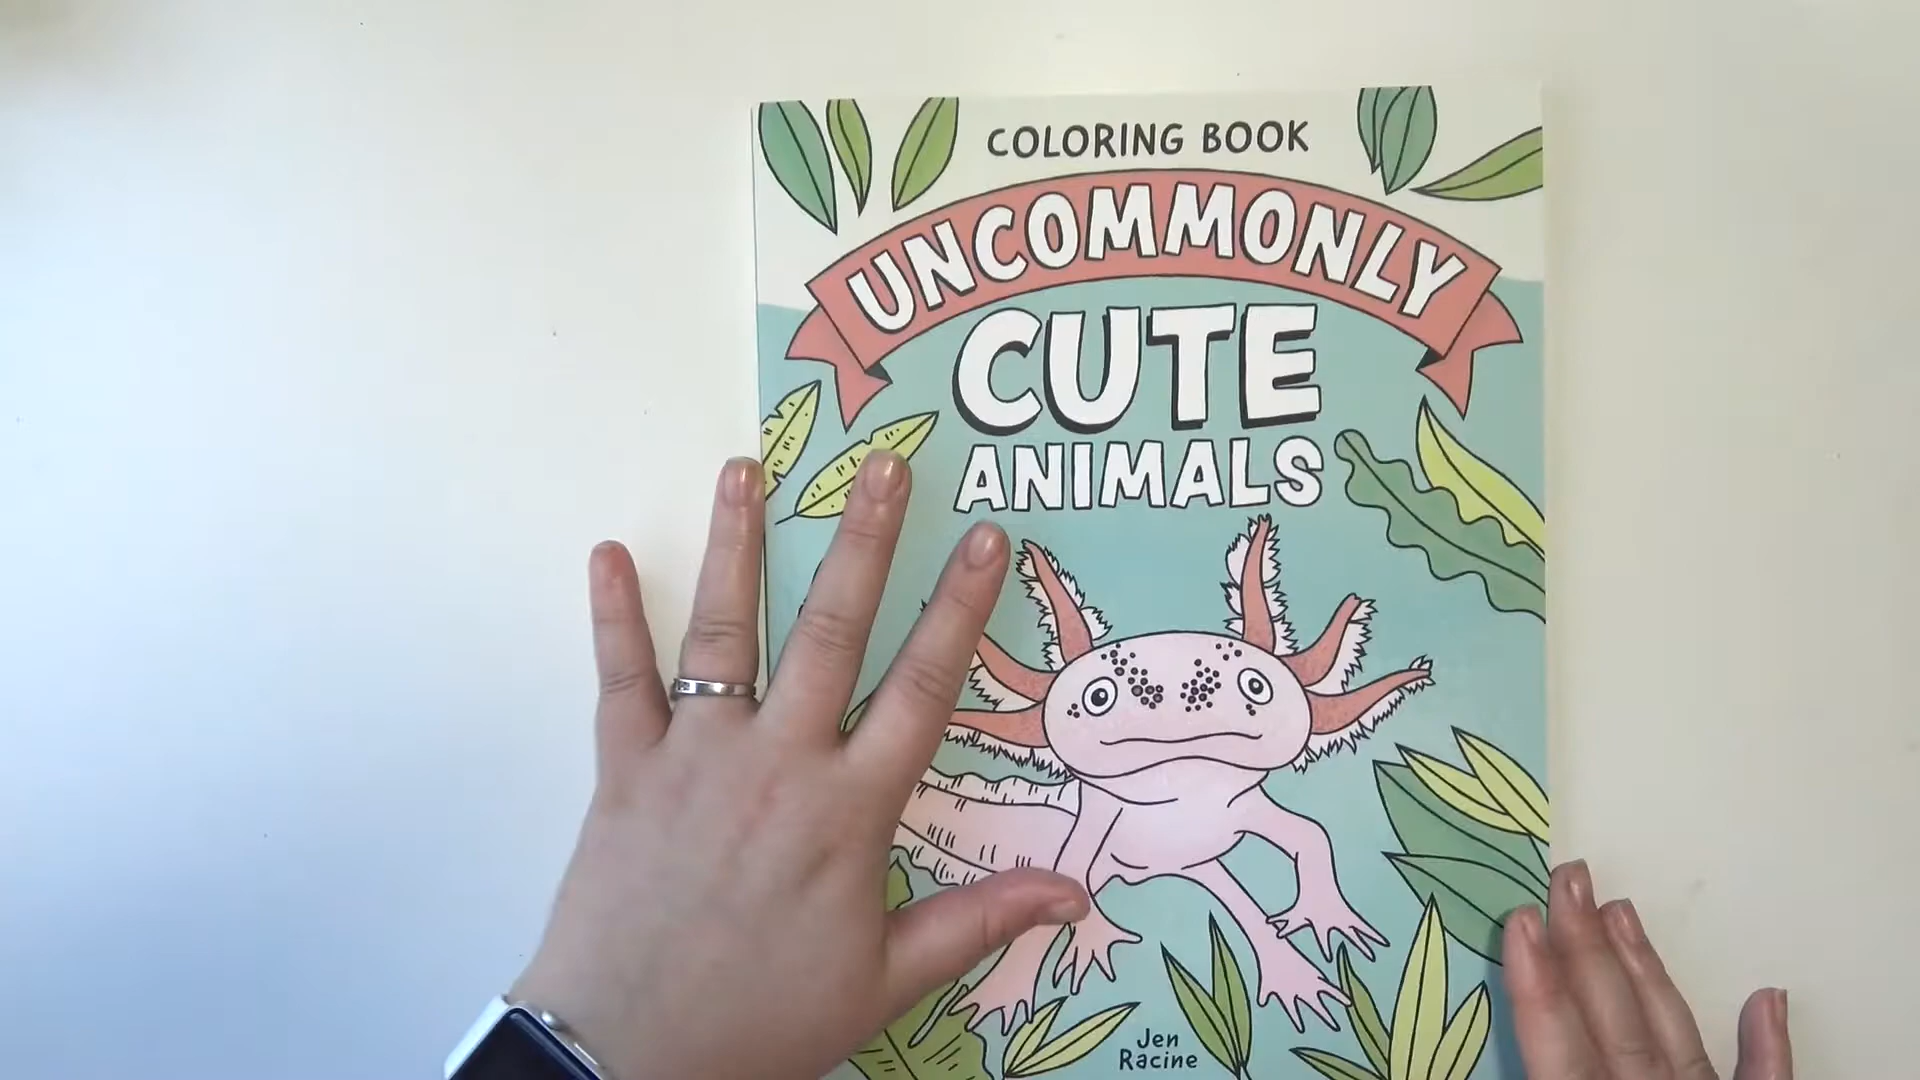 COLORING BOOK
UNCOMMONLY
CUTE
ANIMALS
Jen
Racine